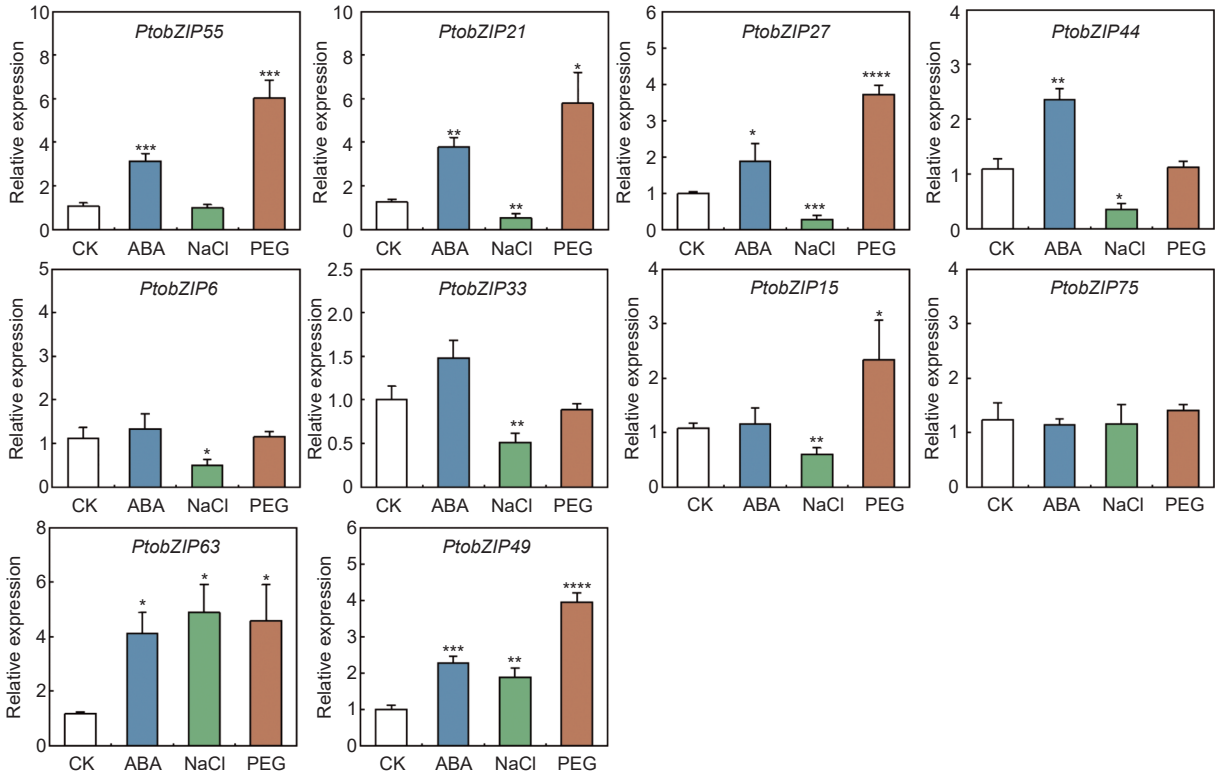 PtobZIP55
Relative expression
10
8
6
4
2
0
***
***
CK ABA NaCl PEG
PtobZIP21
Relative expression
10
8
6
4
2
0
**
**
*
CK ABA NaCl PEG
PtobZIP27
Relative expression
6
5
4
3
2
1
0
*
***
****
CK ABA NaCl PEG
PtobZIP44
Relative expression
4
3
2
1
0
**
*
CK ABA NaCl PEG
PtobZIP6
Relative expression
5
4
3
2
1
0
*
CK ABA NaCl PEG
PtobZIP33
Relative expression
2.5
2.0
1.5
1.0
0.5
0
**
CK ABA NaCl PEG
PtobZIP15
Relative expression
4
3
2
1
0
**
*
CK ABA NaCl PEG
PtobZIP75
Relative expression
4
3
2
1
0
CK ABA NaCl PEG
PtobZIP63
Relative expression
8
6
4
2
0
*
*
*
CK ABA NaCl PEG
PtobZIP49
Relative expression
6
5
4
3
2
1
0
***
**
****
CK ABA NaCl PEG